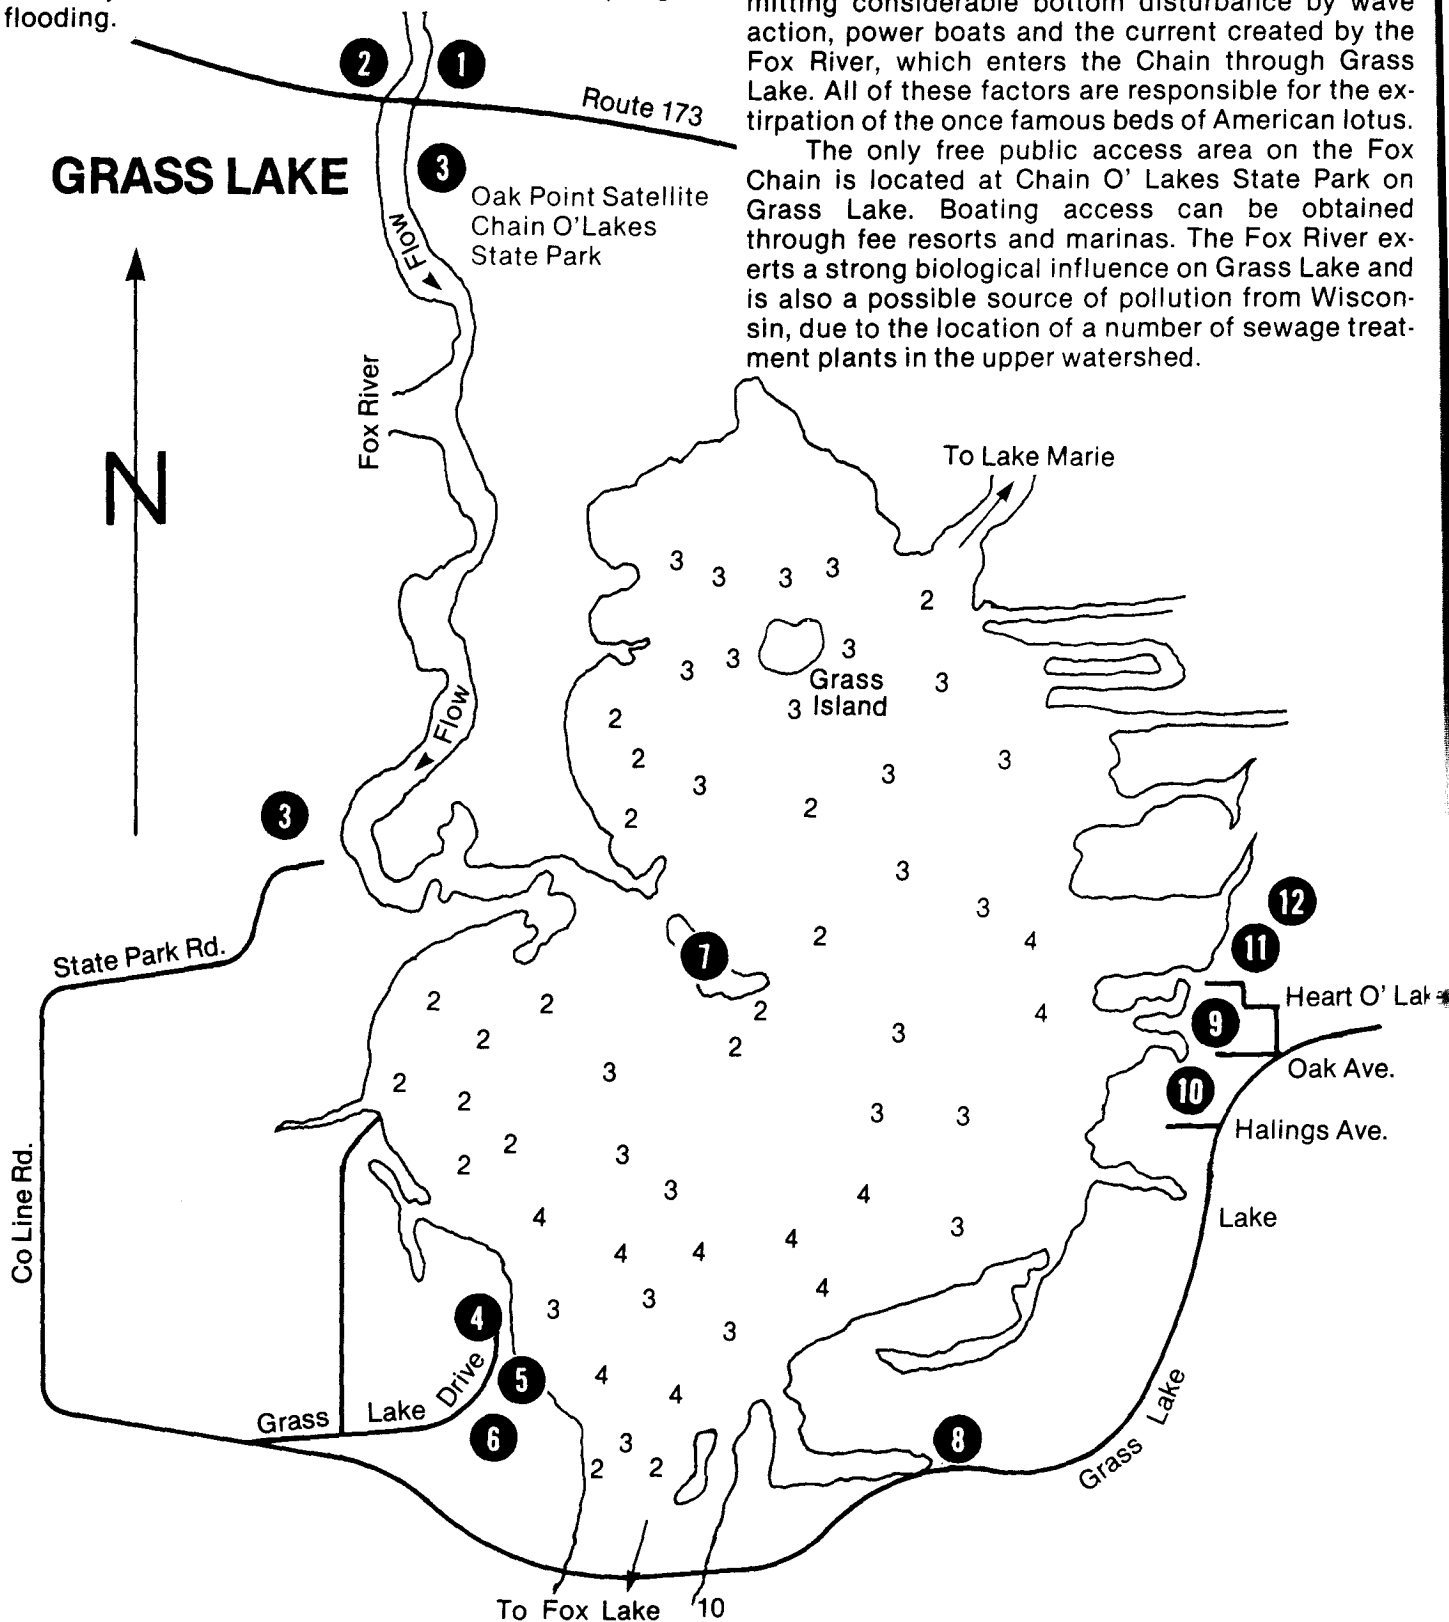 flooding.
mitting considerable bottom disturbance by wave
action, power boats and the current created by the
Fox River, which enters the Chain through Grass
Lake. All of these factors are responsible for the ex-
tirpation of the once famous beds of American lotus.
The only free public access area on the Fox
Chain is located at Chain O' Lakes State Park on
Grass Lake. Boating access can be obtained
through fee resorts and marinas. The Fox River ex-
erts a strong biological influence on Grass Lake and
is also a possible source of pollution from Wiscon-
sin, due to the location of a number of sewage treat-
ment plants in the upper watershed.
2 1
Route 173
GRASS LAKE
3
Oak Point Satellite
Chain O'Lakes
State Park
Flow
Fox River
N
To Lake Marie
3 3 3 3
2
3 3 3
Grass
Island
3
3
2
Flow
2
3 3 3
2
2
3
3
3
12
2 4
11
State Park Rd.
7
2 2
2
4
Heart O' Lak
9
2
2
3
3
Oak Ave.
2
2
10
3 3
Halings Ave.
2
2
3
Co Line Rd.
3
4
4
3
Lake
4 4 4
4
3 3
3
4
Drive
5
4 4
Grass Lake
6
3
2 2
8
Grass Lake
To Fox Lake 10